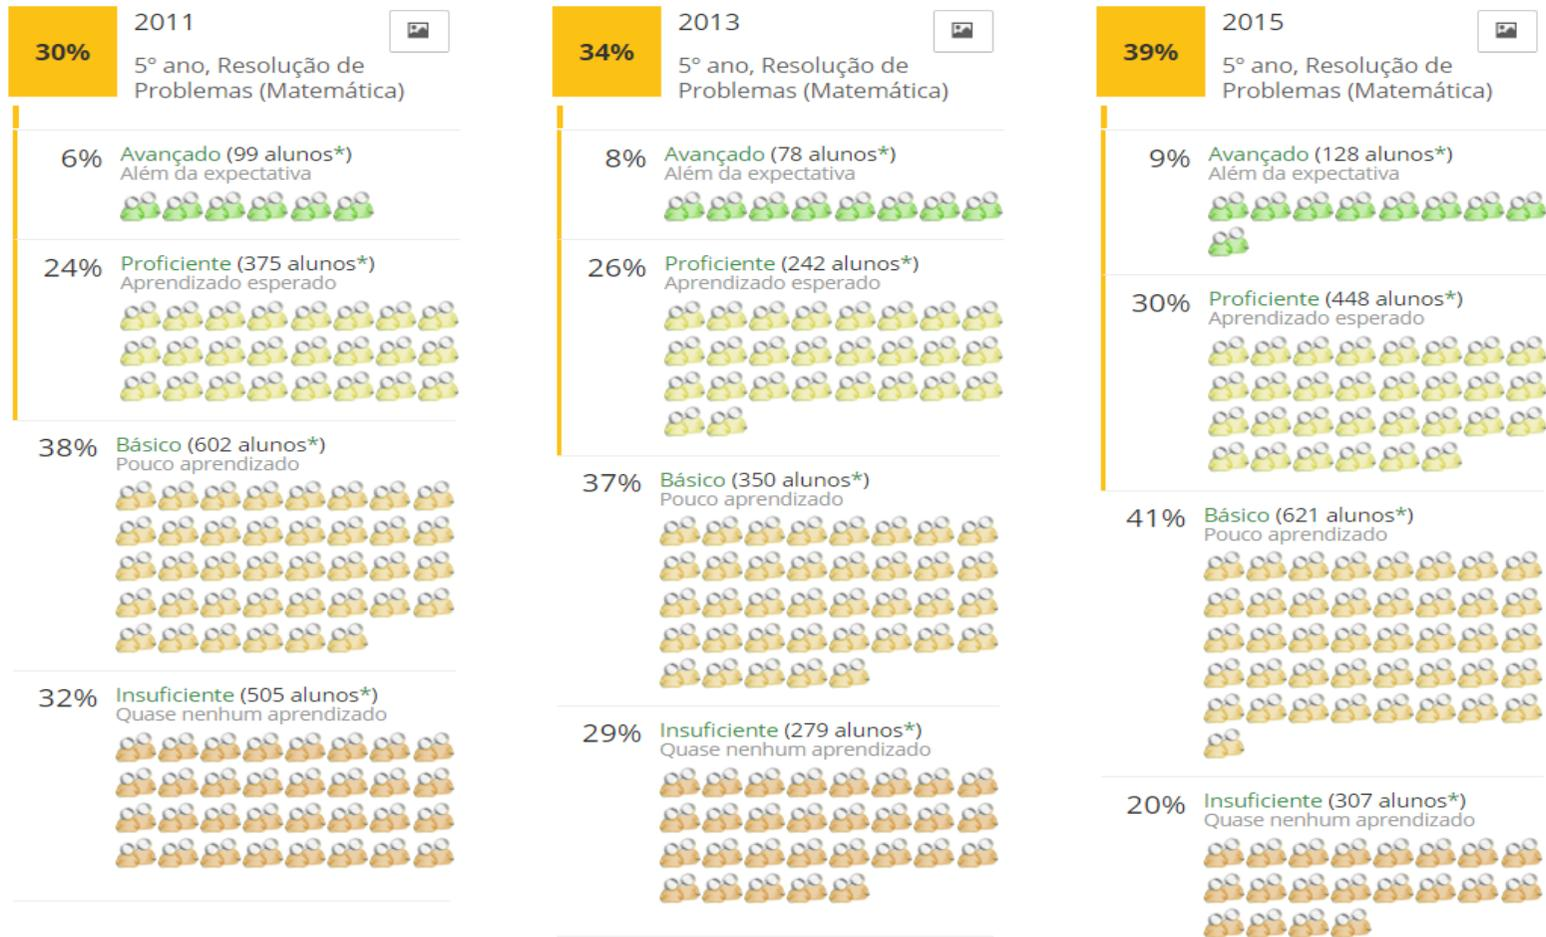 30%
2011
5° ano, Resolução de
Problemas (Matemática)
6%
Avançado (99 alunos*)
Além da expectativa
24%
Proficiente (375 alunos*)
Aprendizado esperado
38%
Básico (602 alunos*)
Pouco aprendizado
32%
Insuficiente (505 alunos*)
Quase nenhum aprendizado
34%
2013
5° ano, Resolução de
Problemas (Matemática)
8%
Avançado (78 alunos*)
Além da expectativa
26%
Proficiente (242 alunos*)
Aprendizado esperado
37%
Básico (350 alunos*)
Pouco aprendizado
29%
Insuficiente (279 alunos*)
Quase nenhum aprendizado
39%
2015
5° ano, Resolução de
Problemas (Matemática)
9%
Avançado (128 alunos*)
Além da expectativa
30%
Proficiente (448 alunos*)
Aprendizado esperado
41%
Básico (621 alunos*)
Pouco aprendizado
20%
Insuficiente (307 alunos*)
Quase nenhum aprendizado